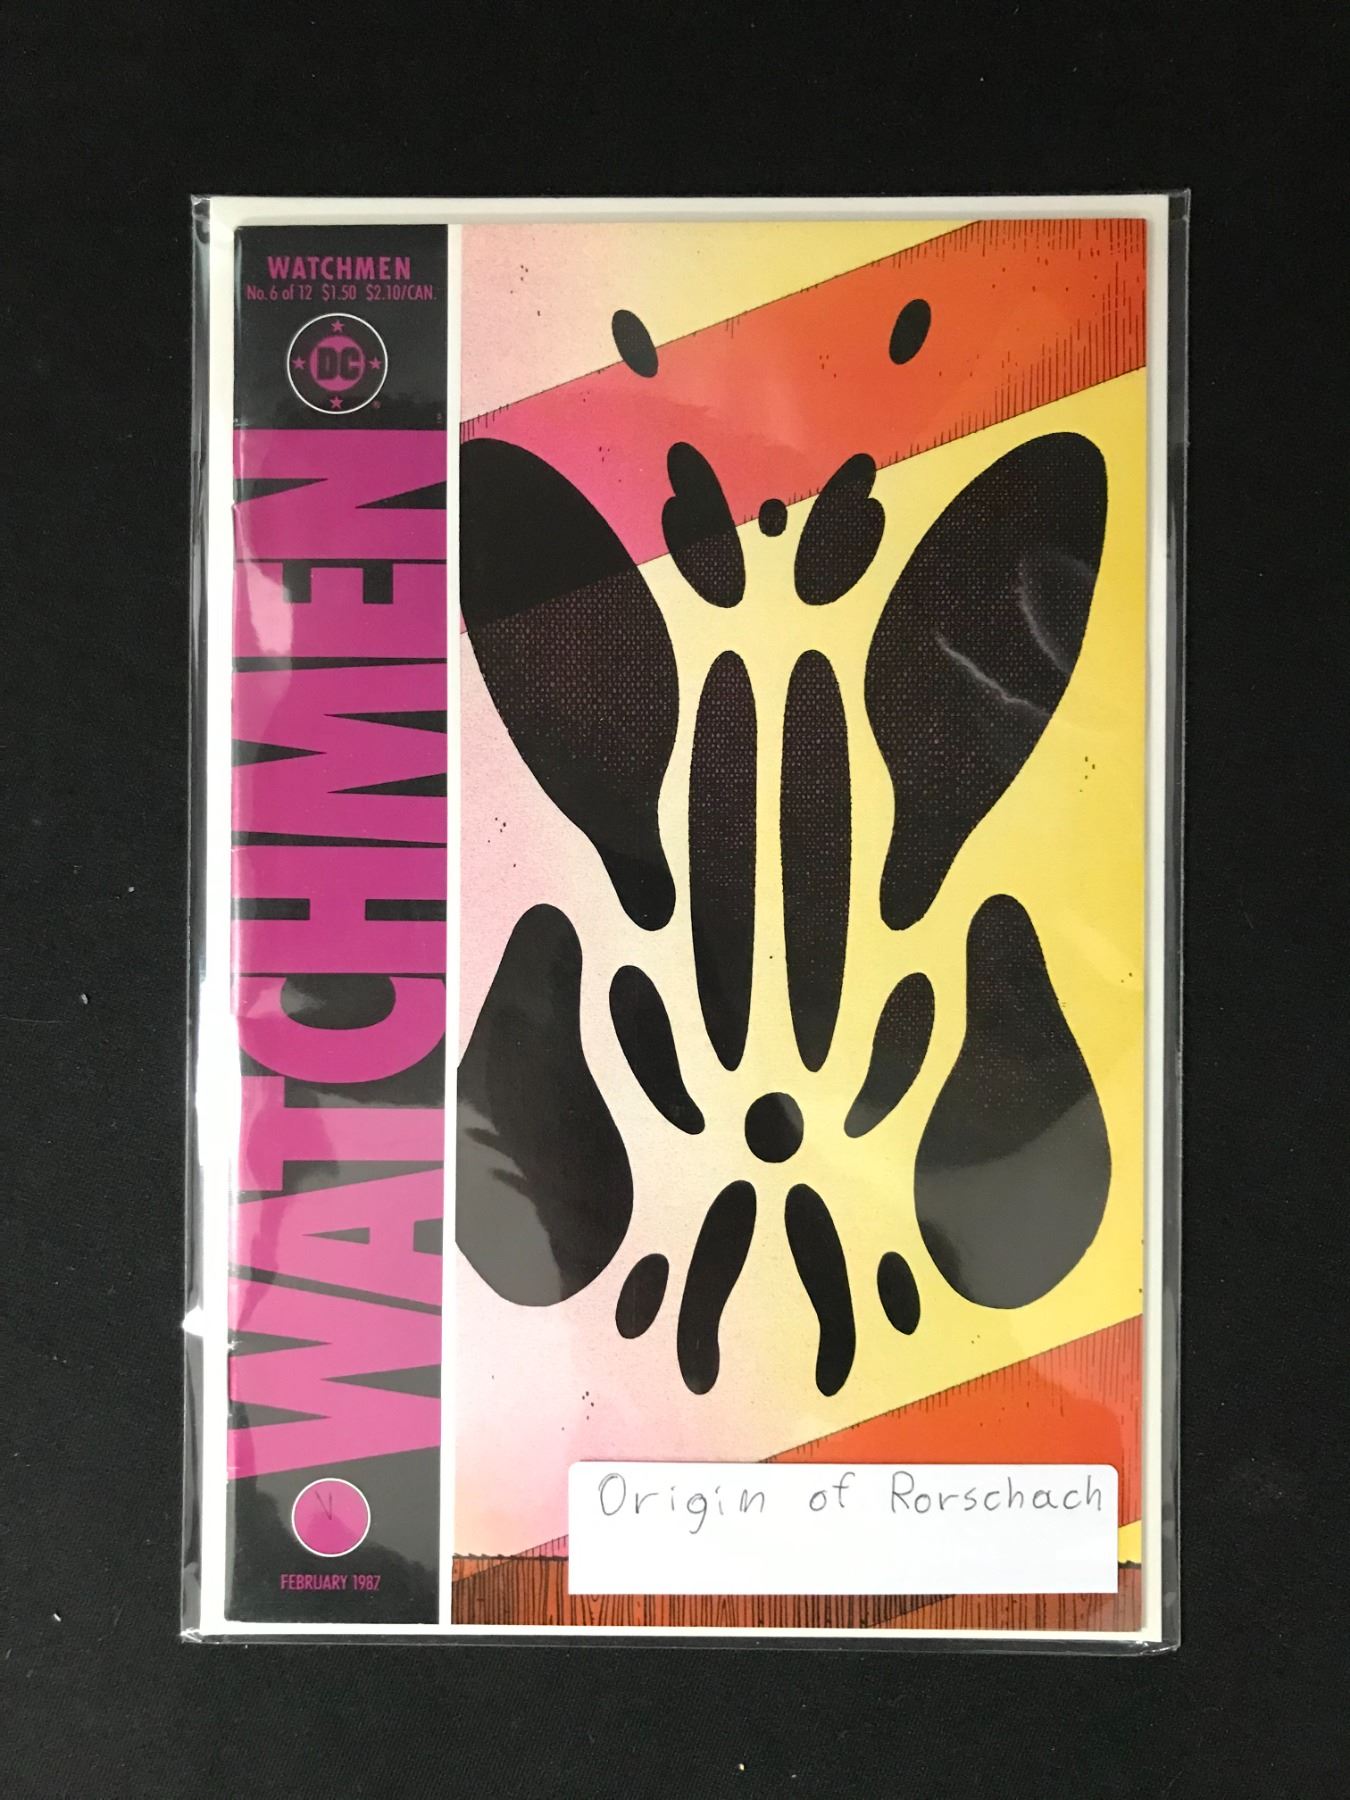 WATCHMEN
No. 6 of 12 $1.50 $2.10/CAN.
DC
WATCHMEN
FEBRUARY 1987
Origin of Rorschach